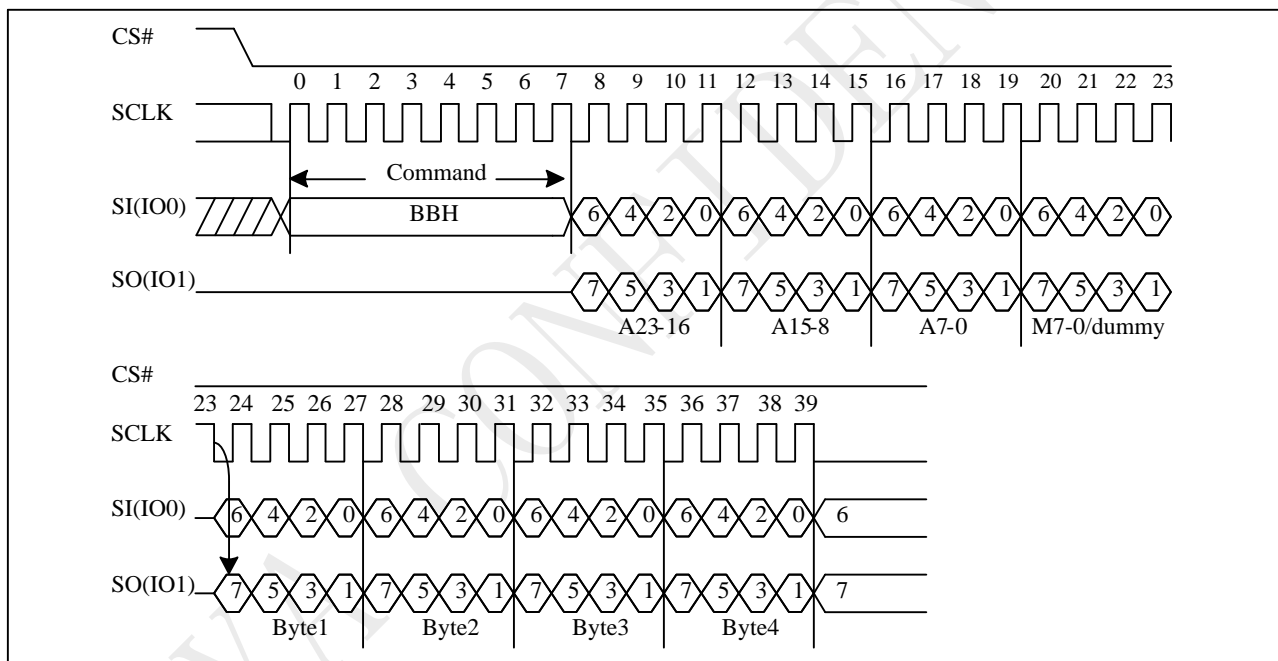 CS#
0 1 2 3 4 5 6 7 8 9 10 11 12 13 14 15 16 17 18 19 20 21 22 23
SCLK
Command
SI(IO0) BBH 6 4 2 0 6 4 2 0 6 4 2 0 6 4 2 0
SO(IO1) 7 5 3 1 7 5 3 1 7 5 3 1 7 5 3 1
A23-16 A15-8 A7-0 M7-0/dummy
CS#
23 24 25 26 27 28 29 30 31 32 33 34 35 36 37 38 39
SCLK
SI(IO0) 6 4 2 0 6 4 2 0 6 4 2 0 6 4 2 0 6
SO(IO1) 7 5 3 1 7 5 3 1 7 5 3 1 7 5 3 1 7
Byte1 Byte2 Byte3 Byte4